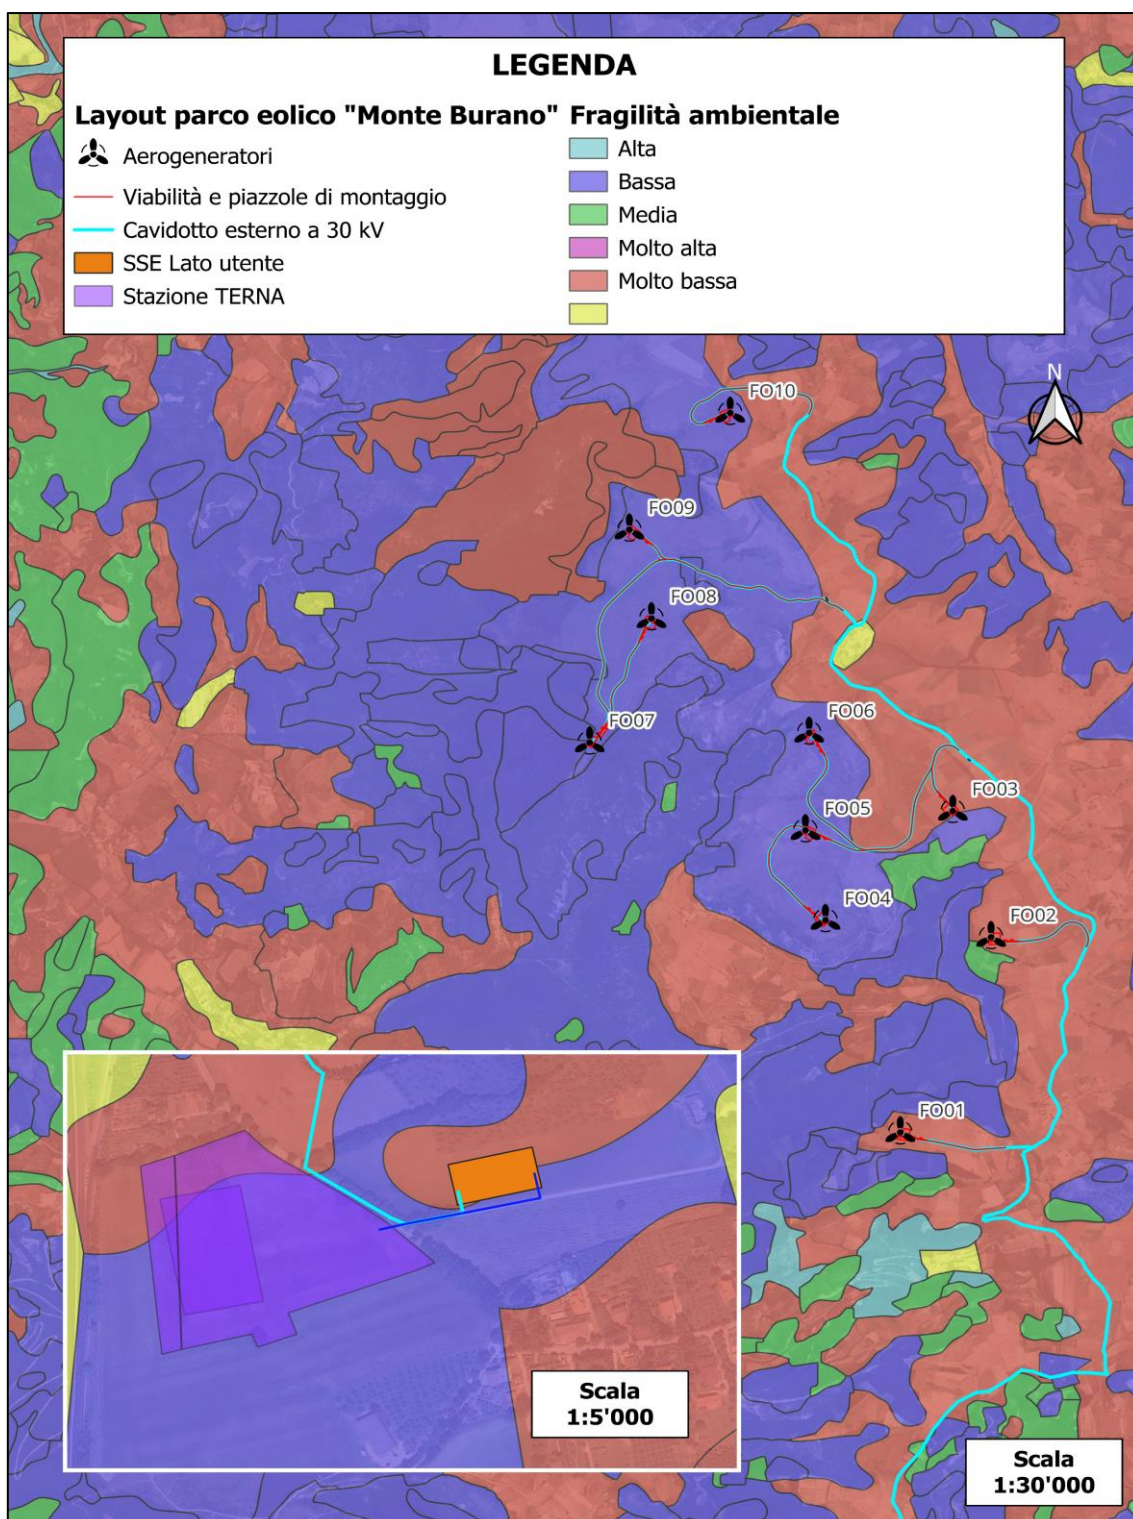 LEGENDA
Layout parco eolico "Monte Burano"
Aerogeneratori
Viabilità e piazzole di montaggio
Cavidotto esterno a 30 kV
SSE Lato utente
Stazione TERNA
Fragilità ambientale
Alta
Bassa
Media
Molto alta
Molto bassa
N
FO10
FO09
FO08
FO07
FO06
FO03
FO05
FO04
FO02
FO01
Scala
1:5'000
Scala
1:30'000